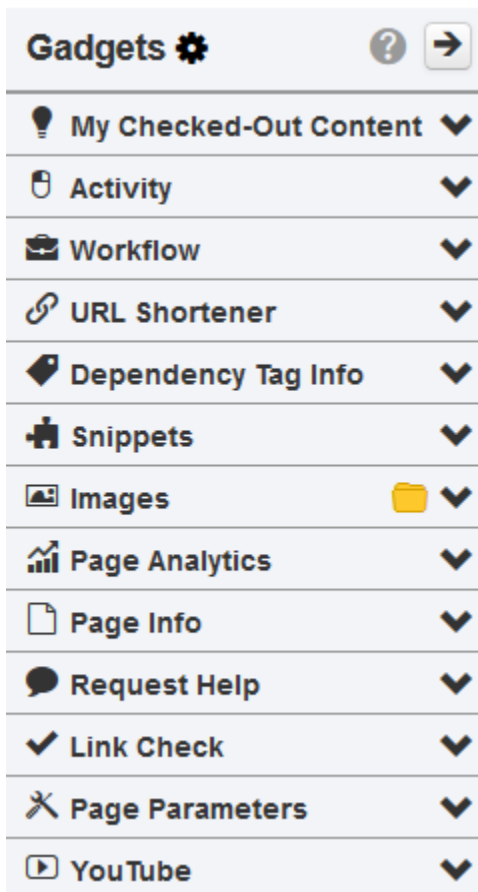 Gadgets
My Checked-Out Content
Activity
Workflow
URL Shortener
Dependency Tag Info
Snippets
Images
Page Analytics
Page Info
Request Help
Link Check
Page Parameters
YouTube